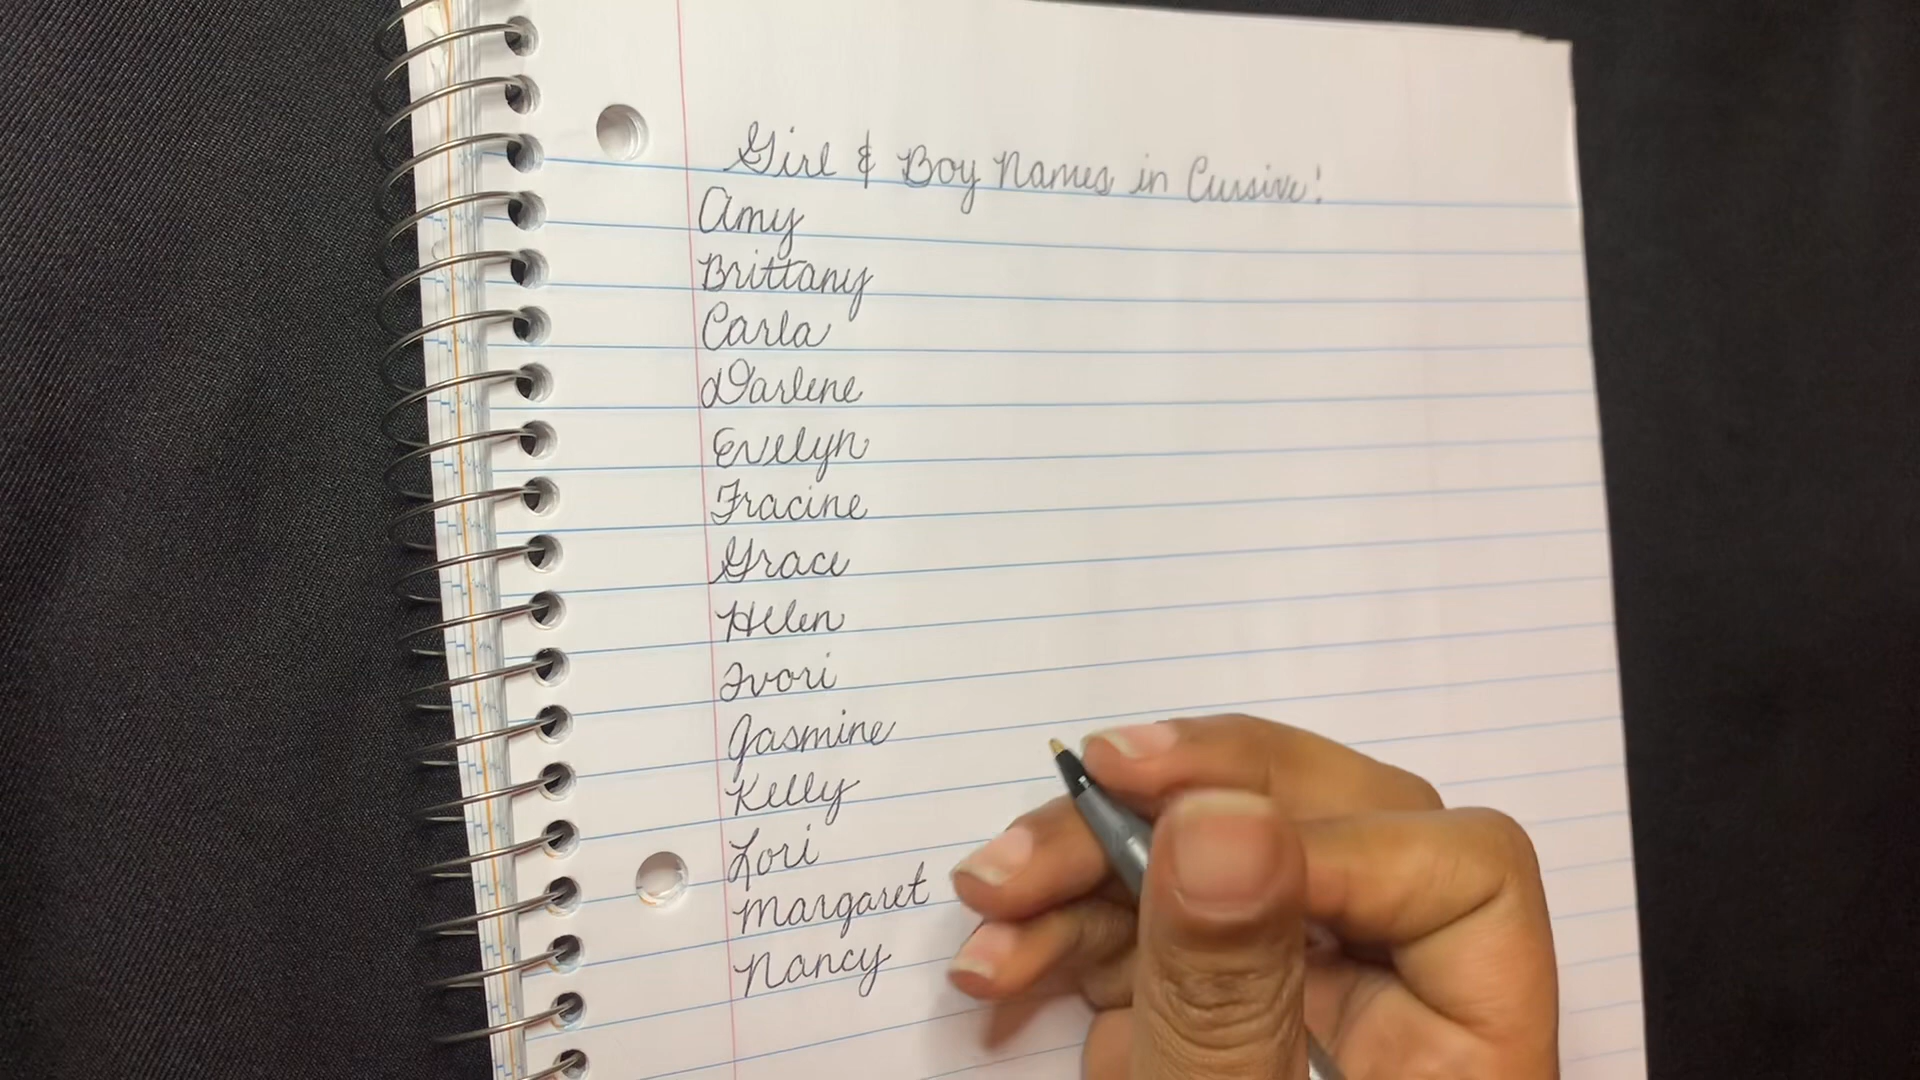 Girl & Boy Names in Cursive!
Amy
Brittany
Carla
Darlene
Evelyn
Fracine
Grace
Helen
Ivori
Jasmine
Kelly
Lori
Margaret
Nancy